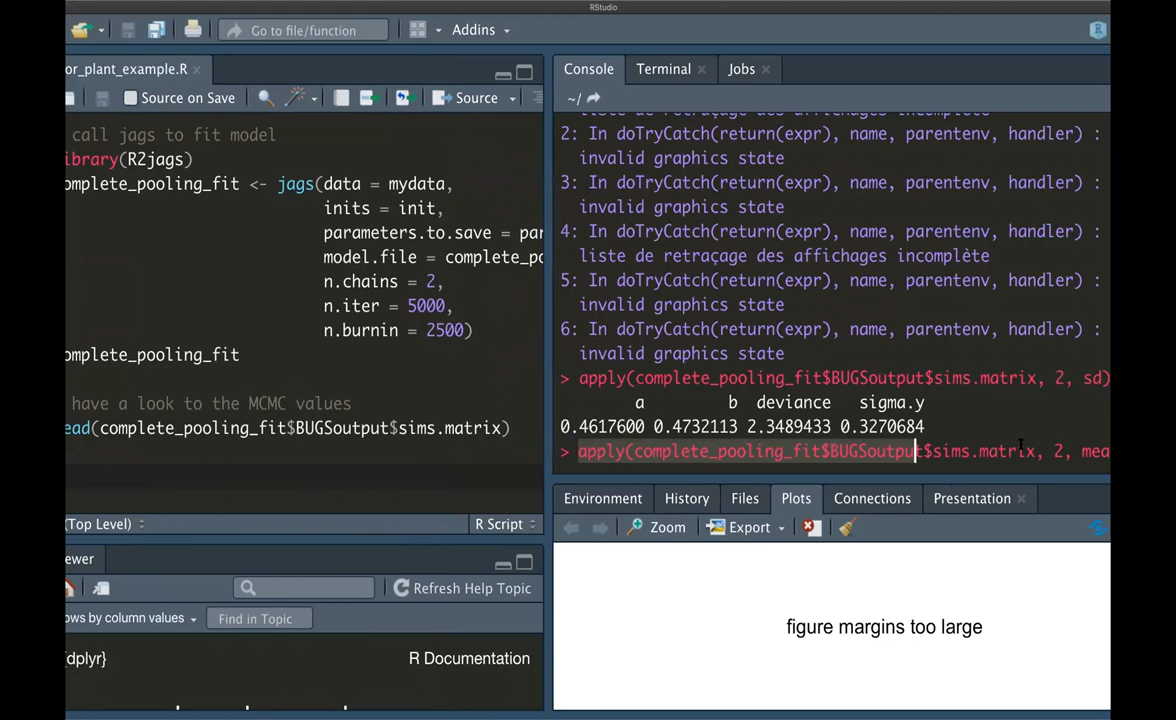 RStudio
Go to file/function
Addins
or_plant_example.R
Source on Save
Source
call jags to fit model
ibrary(R2jags)
omplete_pooling_fit <- jags(data = mydata,
inits = init,
parameters.to.save = par
model.file = complete_po
n.chains = 2,
n.iter = 5000,
n.burnin = 2500)
omplete_pooling_fit
have a look to the MCMC values
ead(complete_pooling_fit$BUGSoutput$sims.matrix)
(Top Level)
R Script
ewer
Refresh Help Topic
ows by column values
Find in Topic
{dplyr}
R Documentation
Console
Terminal
Jobs
~/
liste de retraçage des affichages incomplète
2: In doTryCatch(return(expr), name, parentenv, handler) :
invalid graphics state
3: In doTryCatch(return(expr), name, parentenv, handler) :
invalid graphics state
4: In doTryCatch(return(expr), name, parentenv, handler) :
liste de retraçage des affichages incomplète
5: In doTryCatch(return(expr), name, parentenv, handler) :
invalid graphics state
6: In doTryCatch(return(expr), name, parentenv, handler) :
invalid graphics state
> apply(complete_pooling_fit$BUGSoutput$sims.matrix, 2, sd)
a b deviance sigma.y
0.4617600 0.4732113 2.3489433 0.3270684
> apply(complete_pooling_fit$BUGSoutput$sims.matrix, 2, mea
Environment
History
Files
Plots
Connections
Presentation
Zoom
Export
figure margins too large